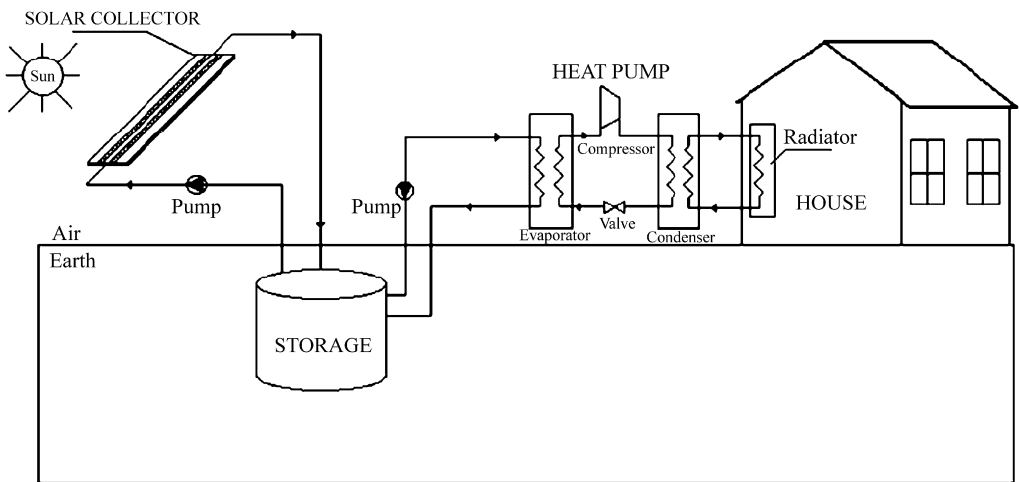 SOLAR COLLECTOR
Sun
HEAT PUMP
Compressor
Radiator
Pump
Pump
Valve
HOUSE
Evaporator
Condenser
Air
Earth
STORAGE